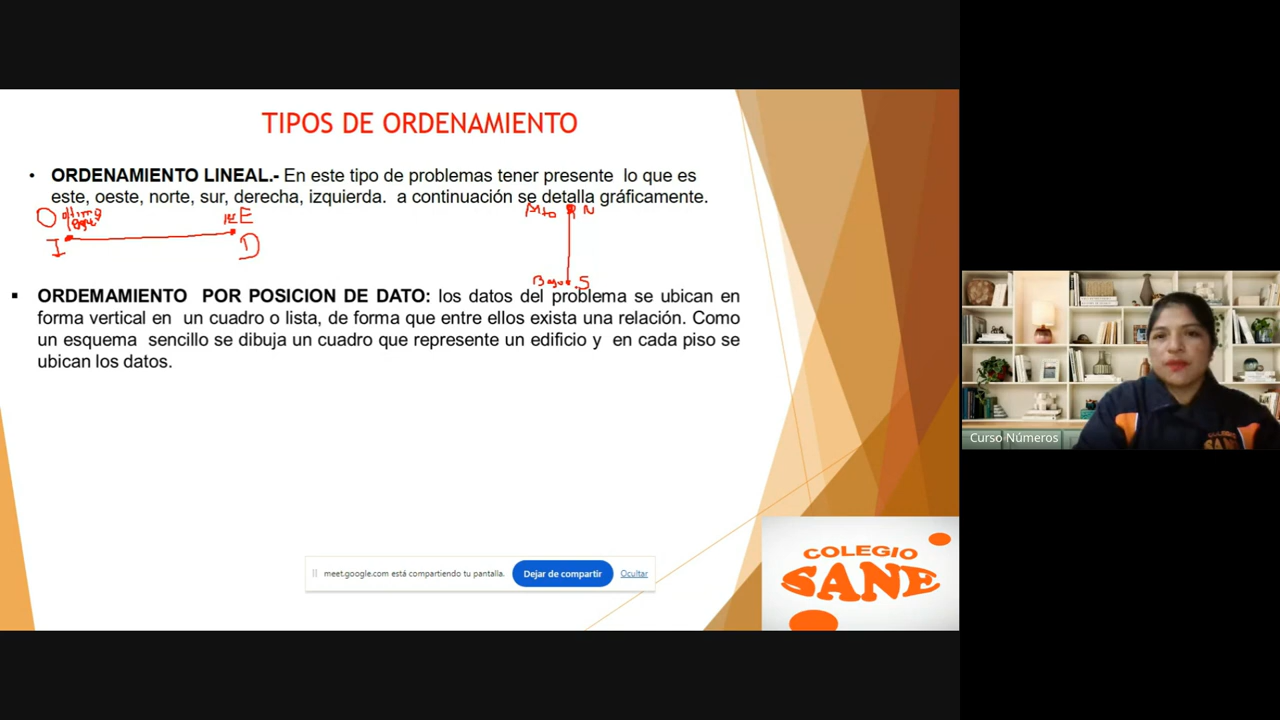 TIPOS DE ORDENAMIENTO
• ORDENAMIENTO LINEAL.- En este tipo de problemas tener presente lo que es
este, oeste, norte, sur, derecha, izquierda. a continuación se detalla gráficamente.
O E
I D
Alto N
Bajo S
▪ ORDEMAMIENTO POR POSICION DE DATO: los datos del problema se ubican en
forma vertical en un cuadro o lista, de forma que entre ellos exista una relación. Como
un esquema sencillo se dibuja un cuadro que represente un edificio y en cada piso se
ubican los datos.
Curso Números
COLEGIO
SANE
meet.google.com está compartiendo tu pantalla. Dejar de compartir Ocultar